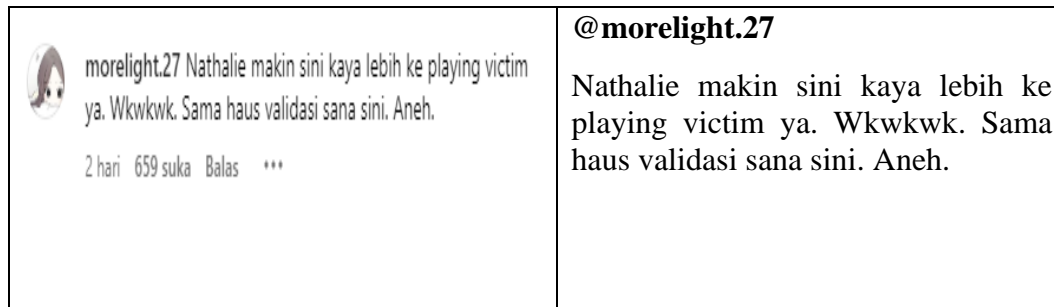 morelight.27 Nathalie makin sini kaya lebih ke playing victim
ya. Wkwkwk. Sama haus validasi sana sini. Aneh.
2 hari 659 suka Balas ...
@morelight.27
Nathalie makin sini kaya lebih ke
playing victim ya. Wkwkwk. Sama
haus validasi sana sini. Aneh.